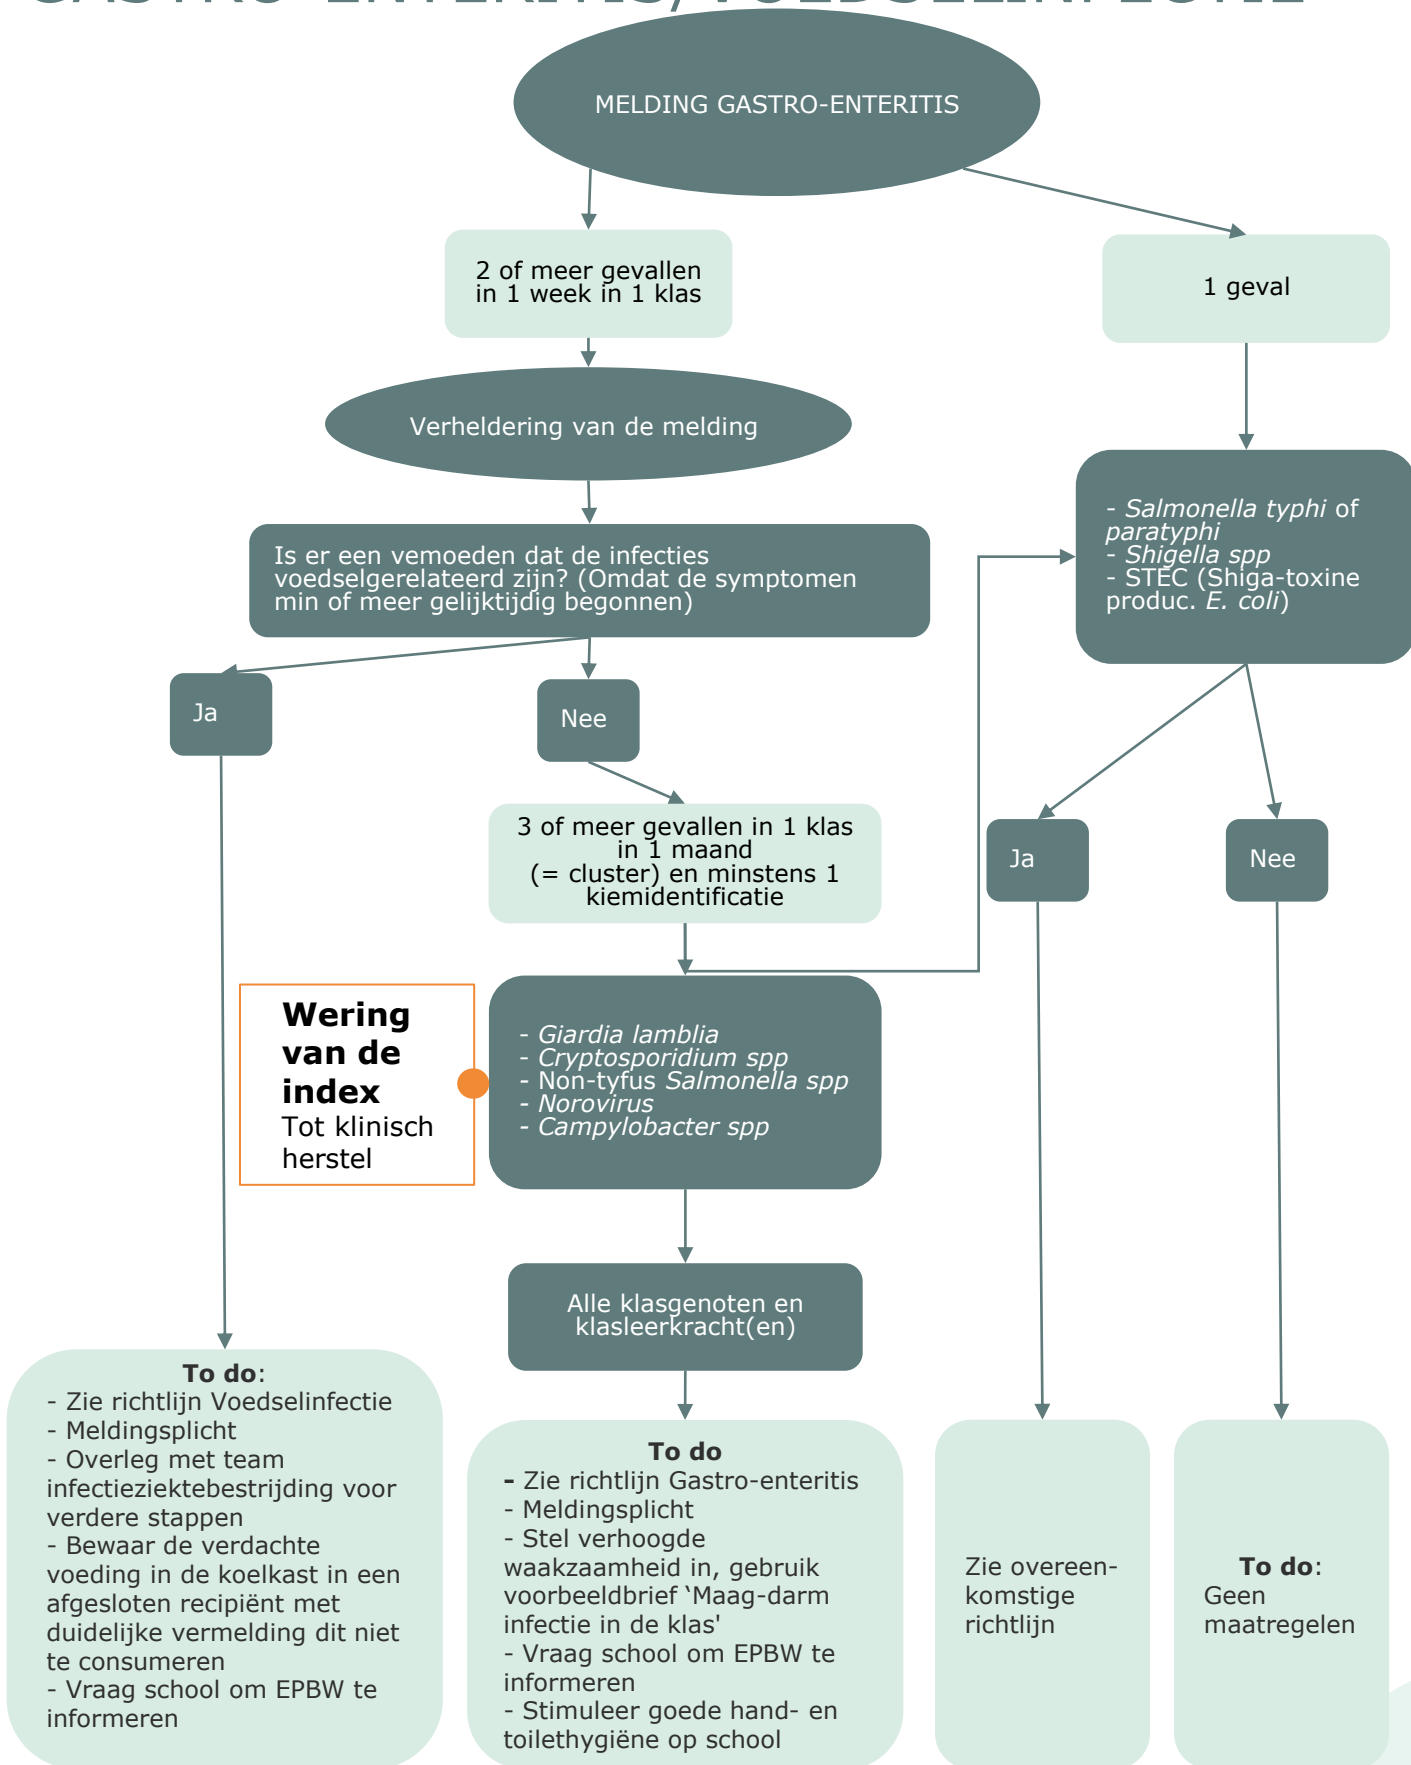 GASTRO-ENTERITIS/VOEDSELINFECTIE
MELDING GASTRO-ENTERITIS
2 of meer gevallen
in 1 week in 1 klas
1 geval
Verheldering van de melding
- Salmonella typhi of
paratyphi
- Shigella spp
- STEC (Shiga-toxine
produc. E. coli)
Is er een vemoeden dat de infecties
voedselgerelateerd zijn? (Omdat de symptomen
min of meer gelijktijdig begonnen)
Ja
Nee
3 of meer gevallen in 1 klas
in 1 maand
(= cluster) en minstens 1
kiemidentificatie
Ja
Nee
Wering
van de
index
Tot klinisch
herstel
- Giardia lamblia
- Cryptosporidium spp
- Non-tyfus Salmonella spp
- Norovirus
- Campylobacter spp
Alle klasgenoten en
klasleerkracht(en)
To do:
- Zie richtlijn Voedselinfectie
- Meldingsplicht
- Overleg met team
infectieziektebestrijding voor
verdere stappen
- Bewaar de verdachte
voeding in de koelkast in een
afgesloten recipiënt met
duidelijke vermelding dit niet
te consumeren
- Vraag school om EPBW te
informeren
To do
- Zie richtlijn Gastro-enteritis
- Meldingsplicht
- Stel verhoogde
waakzaamheid in, gebruik
voorbeeldbrief ‘Maag-darm
infectie in de klas'
- Vraag school om EPBW te
informeren
- Stimuleer goede hand- en
toilethygiëne op school
Zie overeen-
komstige
richtlijn
To do:
Geen
maatregelen